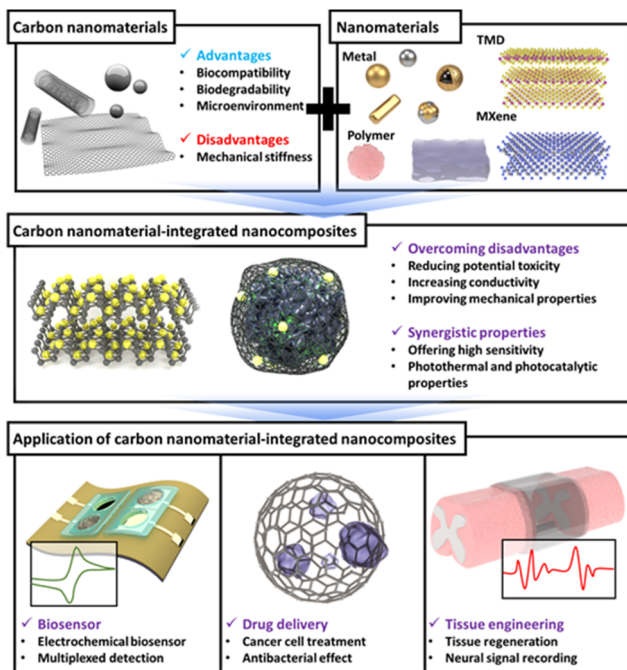 Carbon nanomaterials
✓ Advantages
• Biocompatibility
• Biodegradability
• Microenvironment
✓ Disadvantages
• Mechanical stiffness
Nanomaterials
Metal
TMD
Polymer
MXene
Carbon nanomaterial-integrated nanocomposites
✓ Overcoming disadvantages
• Reducing potential toxicity
• Increasing conductivity
• Improving mechanical properties
✓ Synergistic properties
• Offering high sensitivity
• Photothermal and photocatalytic
properties
Application of carbon nanomaterial-integrated nanocomposites
✓ Biosensor
• Electrochemical biosensor
• Multiplexed detection
✓ Drug delivery
• Cancer cell treatment
• Antibacterial effect
✓ Tissue engineering
• Tissue regeneration
• Neural signal recording